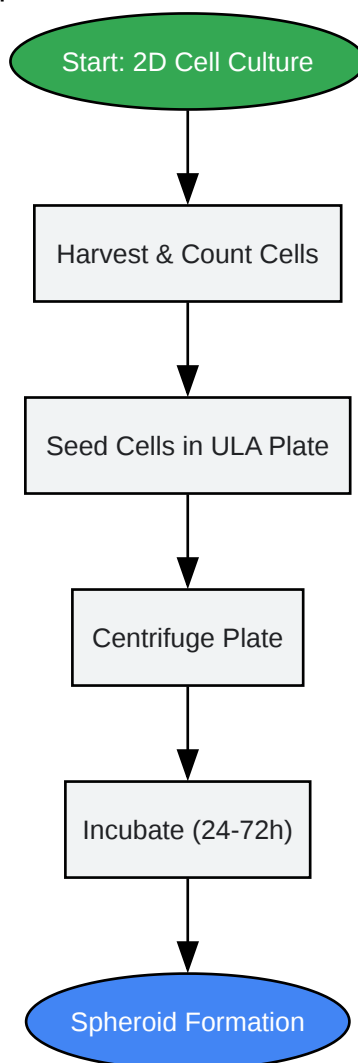 Start: 2D Cell Culture
Harvest & Count Cells
Seed Cells in ULA Plate
Centrifuge Plate
Incubate (24-72h)
Spheroid Formation